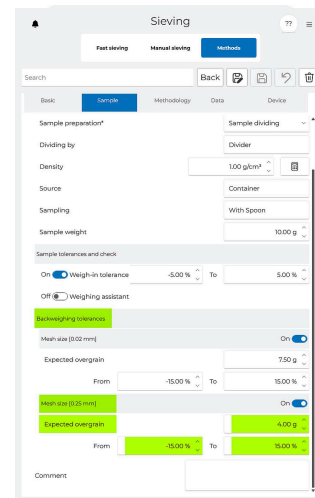 Sieving
??
Fast sieving Manual sieving Methods
Search Back
Basic Sample Methodology Data Device
Sample preparation* Sample dividing
Dividing by Divider
Density 1.00 g/cm³
Source Container
Sampling With Spoon
Sample weight 10.00 g
Sample tolerances and check
On Weigh-in tolerance -5.00 % To 5.00 %
Off Weighing assistant
Backweighing tolerances
Mesh size [0.02 mm] On
Expected overgrain 7.50 g
From -15.00 % To 15.00 %
Mesh size [0.25 mm] On
Expected overgrain 4.00 g
From -15.00 % To 15.00 %
Comment